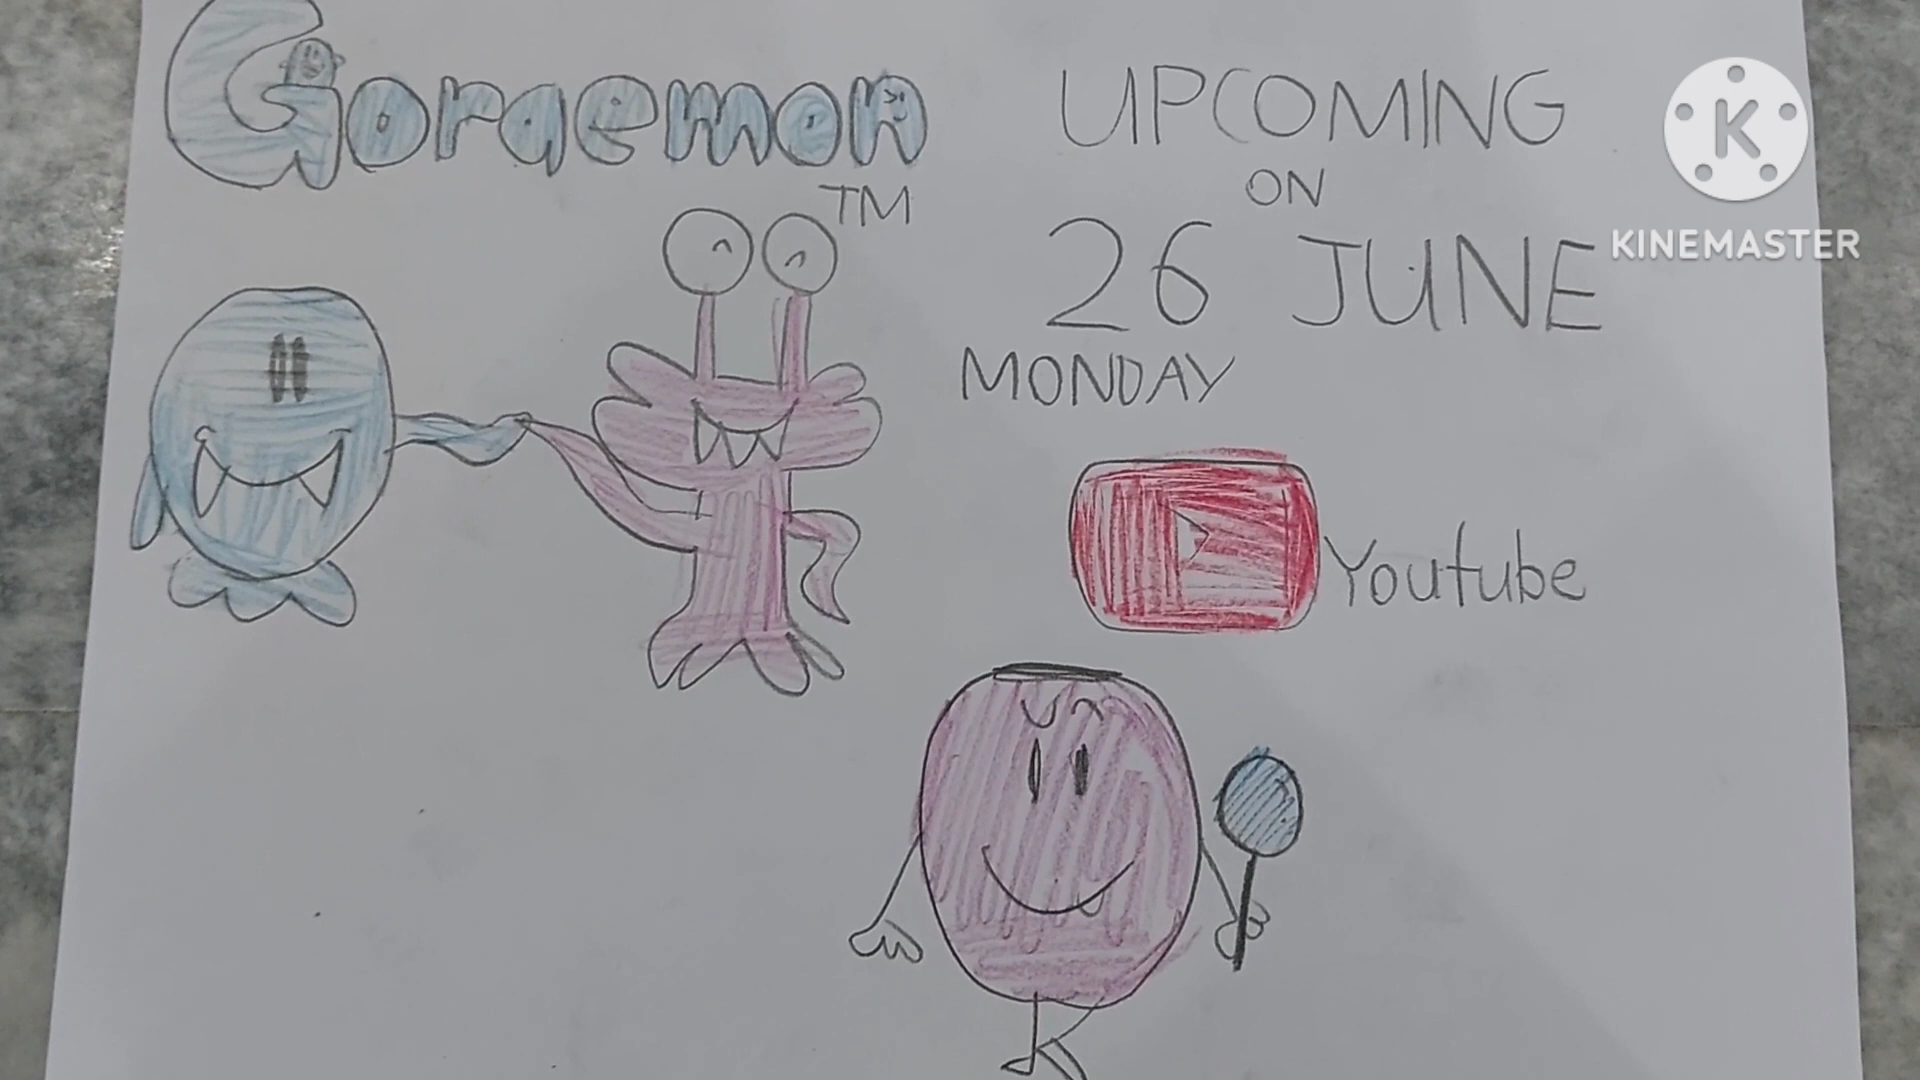 Goraemon
TM
UPCOMING
ON
26 JUNE
MONDAY
Youtube
K
KINEMASTER